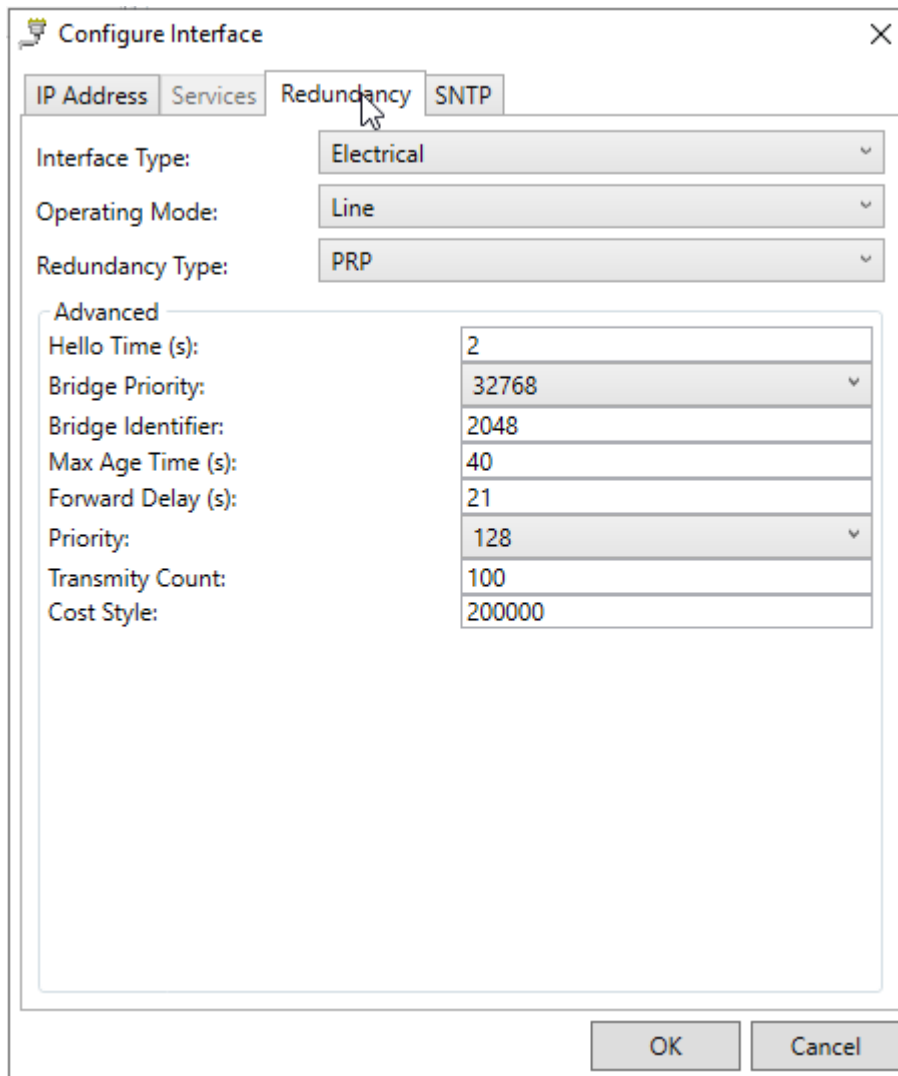 Configure Interface
IP Address Services Redundancy SNTP
Interface Type: Electrical
Operating Mode: Line
Redundancy Type: PRP
Advanced
Hello Time (s): 2
Bridge Priority: 32768
Bridge Identifier: 2048
Max Age Time (s): 40
Forward Delay (s): 21
Priority: 128
Transmity Count: 100
Cost Style: 200000
OK Cancel